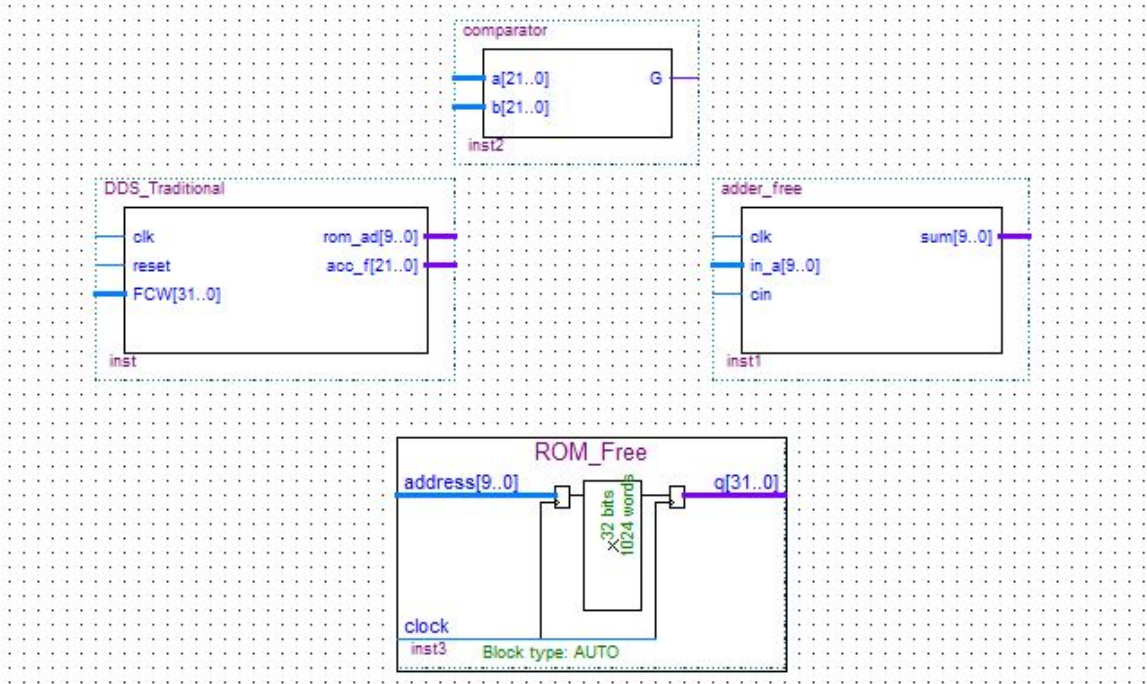 comparator
a[21..0] G
b[21..0]
inst2
DDS_Traditional
clk rom_ad[9..0]
reset acc_f[21..0]
FCW[31..0]
inst
adder_free
clk sum[9..0]
in_a[9..0]
cin
inst1
ROM_Free
address[9..0] q[31..0]
32 bits
1024 words
clock
inst3 Block type: AUTO